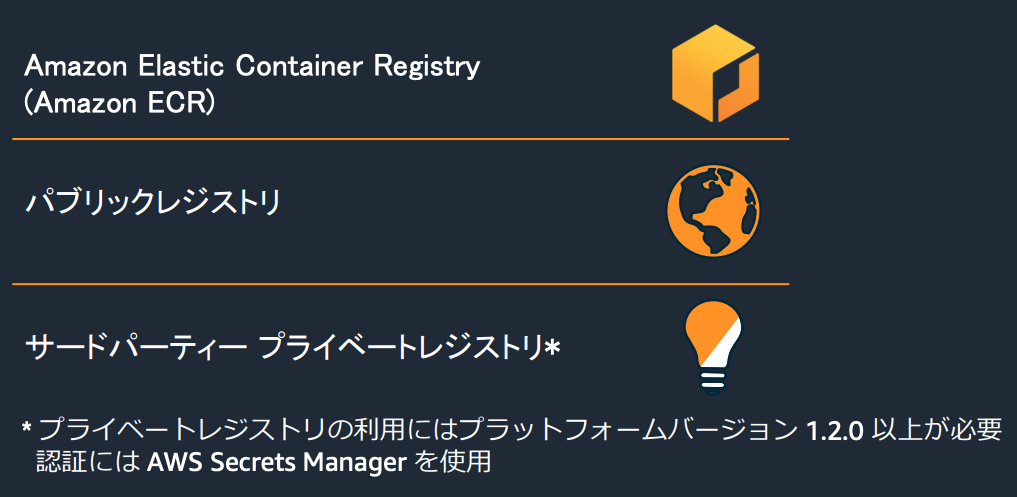 Amazon Elastic Container Registry
(Amazon ECR)
パブリックレジストリ
サードパーティー プライベートレジストリ*
* プライベートレジストリの利用にはプラットフォームバージョン 1.2.0 以上が必要
認証には AWS Secrets Manager を使用